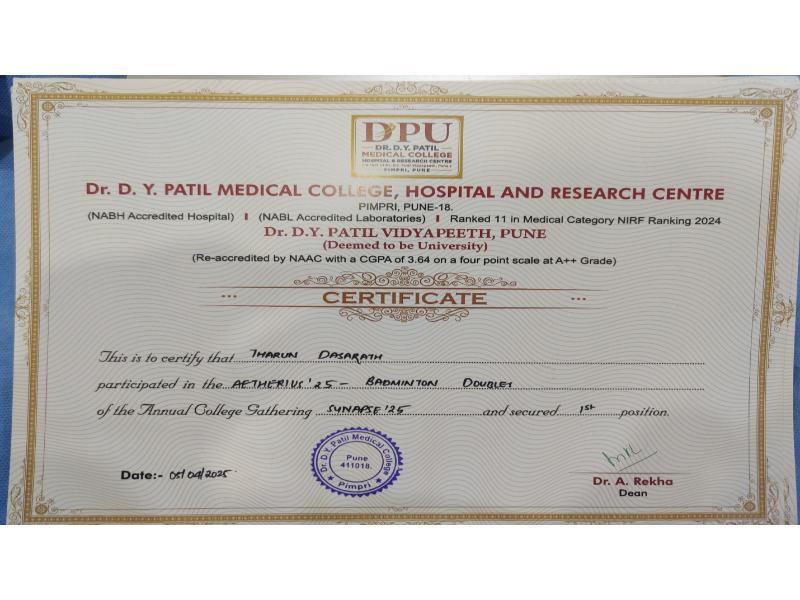 DPU
DR. D.Y. PATIL
MEDICAL COLLEGE
HOSPITAL & RESEARCH CENTRE
PIMPRI, PUNE
Dr. D. Y. PATIL MEDICAL COLLEGE, HOSPITAL AND RESEARCH CENTRE
PIMPRI, PUNE-18.
(NABH Accredited Hospital) I (NABL Accredited Laboratories) I Ranked 11 in Medical Category NIRF Ranking 2024
Dr. D.Y. PATIL VIDYAPEETH, PUNE
(Deemed to be University)
(Re-accredited by NAAC with a CGPA of 3.64 on a four point scale at A++ Grade)
CERTIFICATE
This is to certify that THARUN DASARATH
participated in the AETHERIUS'25 - BADMINTON DOUBLES
of the Annual College Gathering SYNAPSE'25 and secured 1st position.
Dr. D.Y. Patil Medical College
Pune
411018.
Pimpri
Date:- 05/04/2025
Dr. A. Rekha
Dean